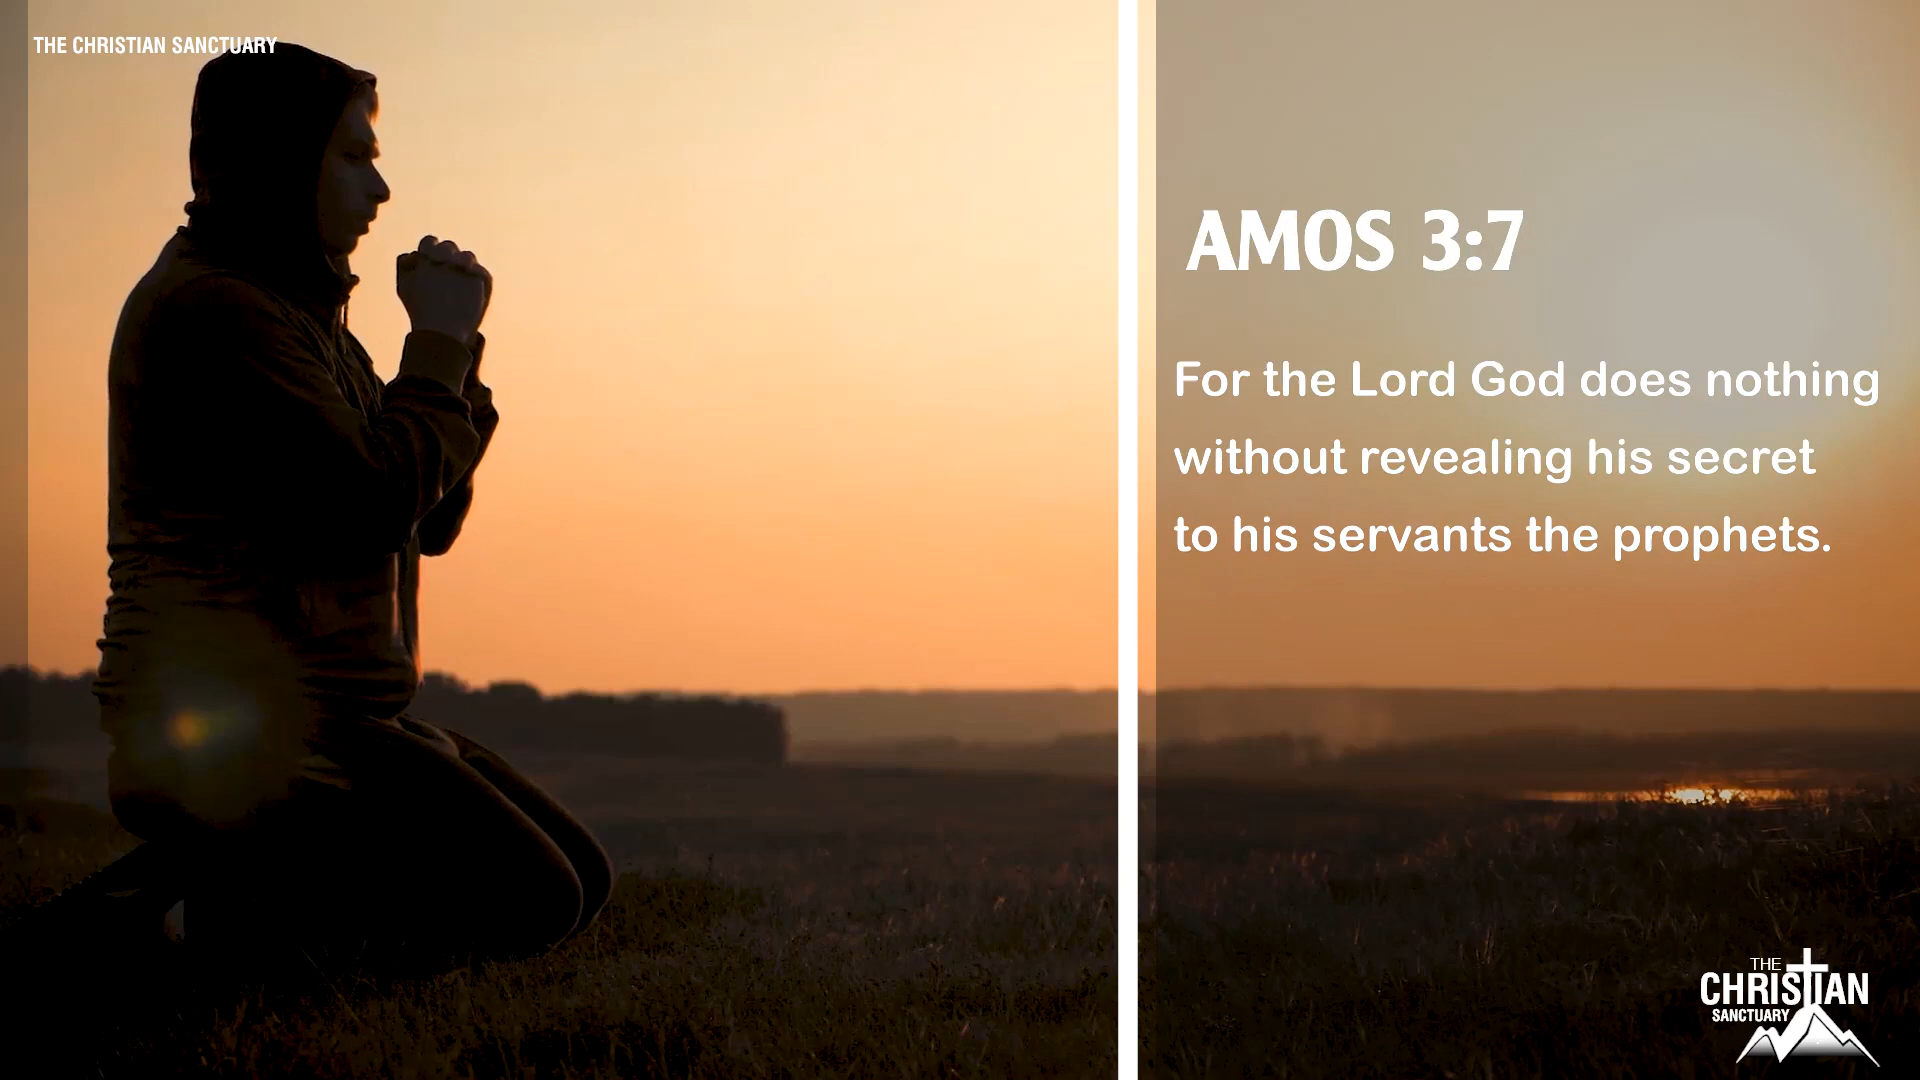 THE CHRISTIAN SANCTUARY
AMOS 3:7
For the Lord God does nothing
without revealing his secret
to his servants the prophets.
THE
CHRISTIAN
SANCTUARY